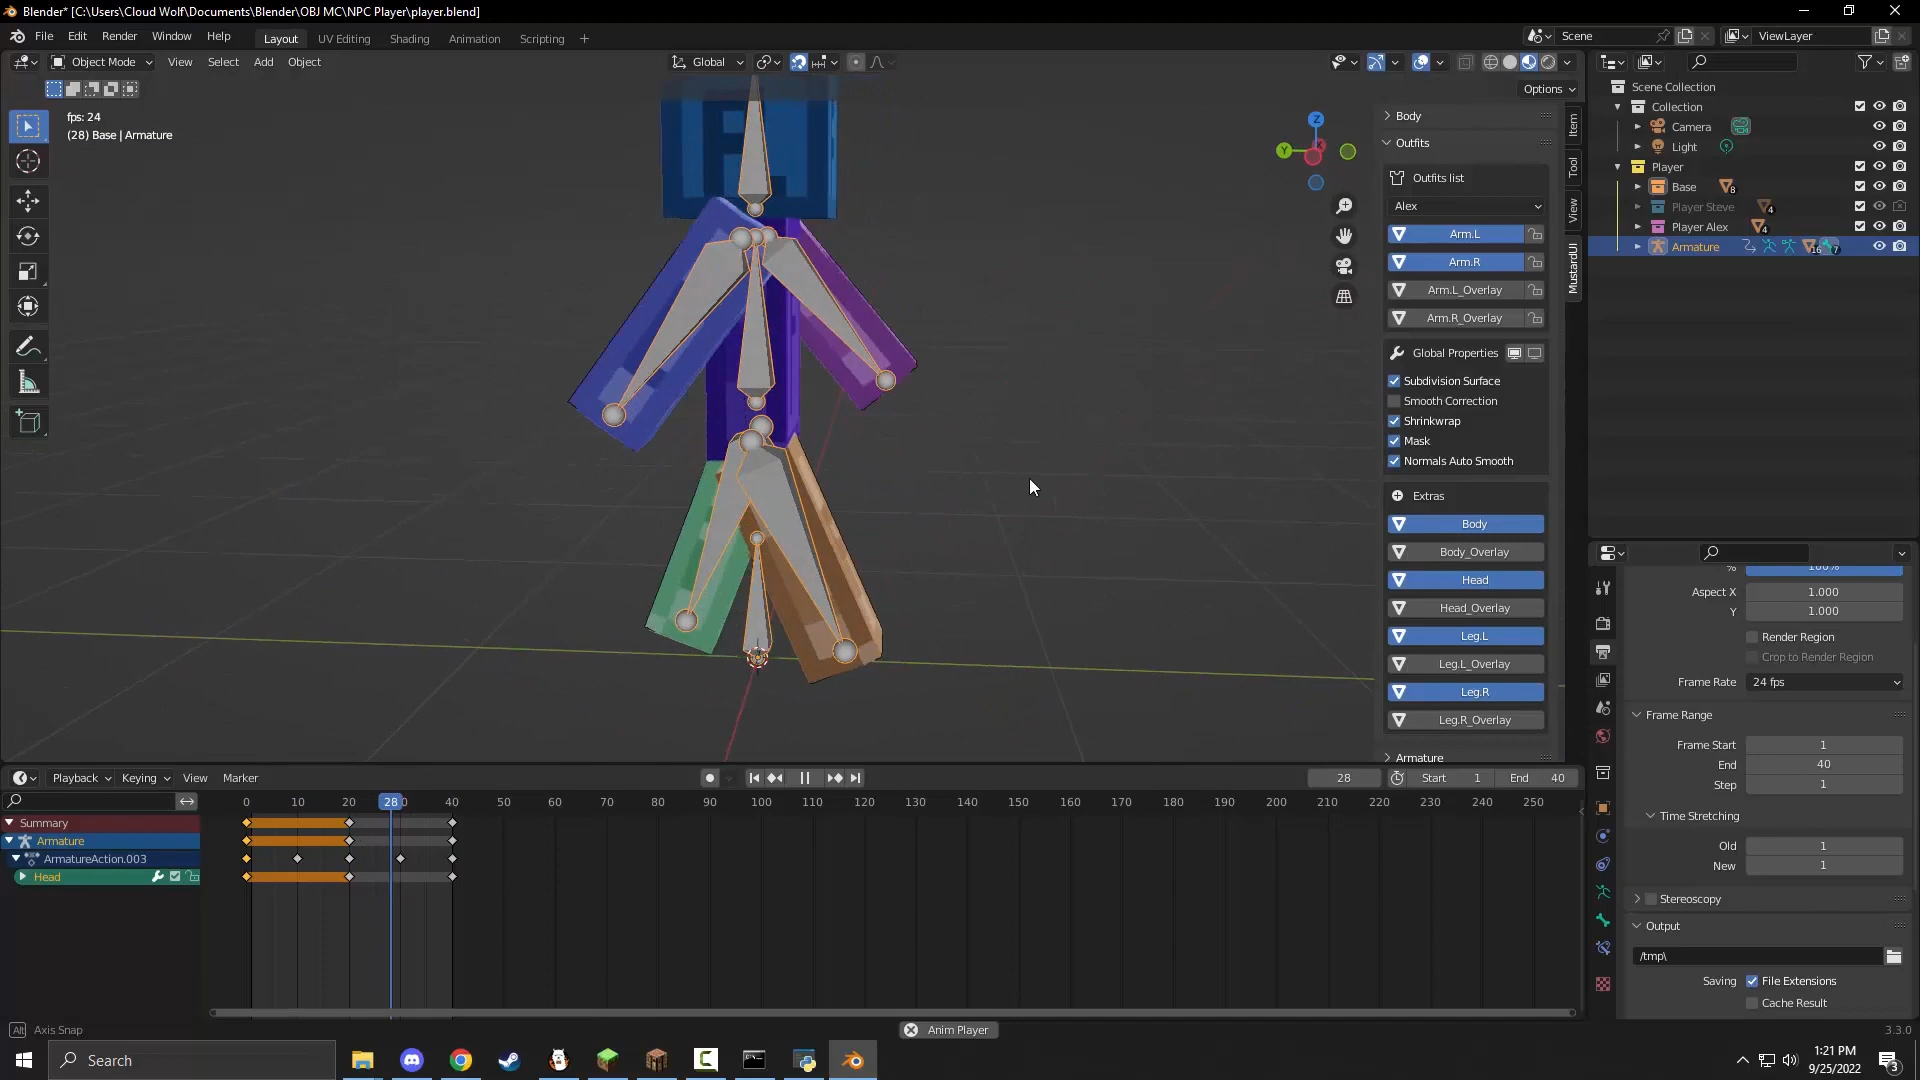 Blender* [C:\Users\Cloud Wolf\Documents\Blender\OBJ MC\NPC Player\player.blend]
File Edit Render Window Help Layout UV Editing Shading Animation Scripting + Scene ViewLayer
Object Mode View Select Add Object Global
Options
fps: 24
(28) Base | Armature
Z
Y
Body
Outfits
Outfits list
Alex
Arm.L
Arm.R
Arm.L_Overlay
Arm.R_Overlay
Global Properties
Subdivision Surface
Smooth Correction
Shrinkwrap
Mask
Normals Auto Smooth
Extras
Body
Body_Overlay
Head
Head_Overlay
Leg.L
Leg.L_Overlay
Leg.R
Leg.R_Overlay
Armature
Item
Tool
View
MustardUI
Scene Collection
Collection
Camera
Light
Player
Base 8
Player Steve 4
Player Alex 4
Armature 16 7
% 100%
Aspect X 1.000
Y 1.000
Render Region
Crop to Render Region
Frame Rate 24 fps
Frame Range
Frame Start 1
End 40
Step 1
Time Stretching
Old 1
New 1
Stereoscopy
Output
/tmp\
Saving File Extensions
Cache Result
Playback Keying View Marker 28 Start 1 End 40
0 10 20 28 40 50 60 70 80 90 100 110 120 130 140 150 160 170 180 190 200 210 220 230 240 250
Summary
Armature
ArmatureAction.003
Head
Alt Axis Snap Anim Player 3.3.0
Search
1:21 PM
9/25/2022
3